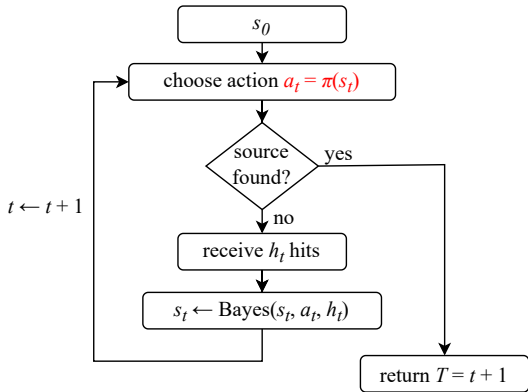 s₀
choose action aₜ = π(sₜ)
source
found?
yes
t ← t + 1
no
receive hₜ hits
sₜ ← Bayes(sₜ, aₜ, hₜ)
return T = t + 1